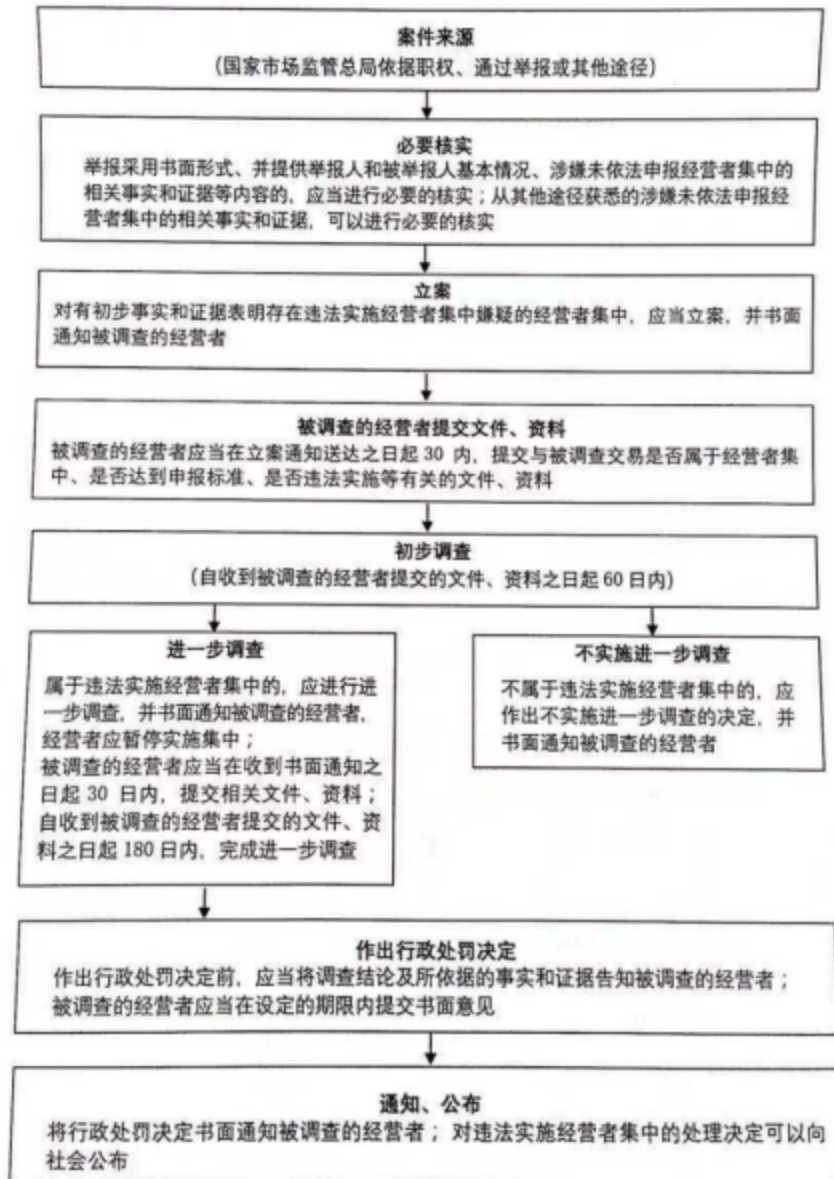 案件来源
(国家市场监管总局依据职权、通过举报或其他途径)
必要核实
举报采用书面形式、并提供举报人和被举报人基本情况、涉嫌未依法申报经营者集中的
相关事实和证据等内容的，应当进行必要的核实；从其他途径获悉的涉嫌未依法申报经
营者集中的相关事实和证据，可以进行必要的核实
立案
对有初步事实和证据表明存在违法实施经营者集中嫌疑的经营者集中，应当立案，并书面
通知被调查的经营者
被调查的经营者提交文件、资料
被调查的经营者应当在立案通知送达之日起 30 内，提交与被调查交易是否属于经营者集
中、是否达到申报标准、是否违法实施等有关的文件、资料
初步调查
(自收到被调查的经营者提交的文件、资料之日起 60 日内)
进一步调查
属于违法实施经营者集中的，应进行进
一步调查，并书面通知被调查的经营者，
经营者应暂停实施集中；
被调查的经营者应当在收到书面通知之
日起 30 日内，提交相关文件、资料；
自收到被调查的经营者提交的文件、资
料之日起 180 日内，完成进一步调查
不实施进一步调查
不属于违法实施经营者集中的，应
作出不实施进一步调查的决定，并
书面通知被调查的经营者
作出行政处罚决定
作出行政处罚决定前，应当将调查结论及所依据的事实和证据告知被调查的经营者；
被调查的经营者应当在设定的期限内提交书面意见
通知、公布
将行政处罚决定书面通知被调查的经营者；对违法实施经营者集中的处理决定可以向
社会公布